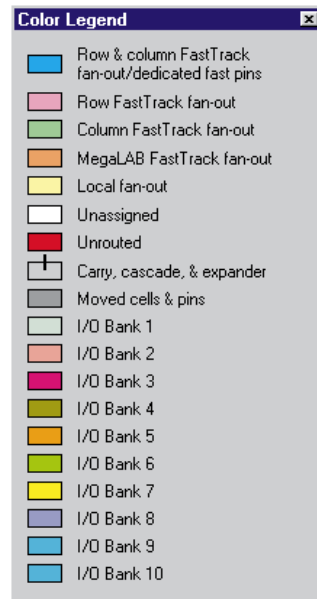 Color Legend
Row & column FastTrack
fan-out/dedicated fast pins
Row FastTrack fan-out
Column FastTrack fan-out
MegaLAB FastTrack fan-out
Local fan-out
Unassigned
Unrouted
Carry, cascade, & expander
Moved cells & pins
I/O Bank 1
I/O Bank 2
I/O Bank 3
I/O Bank 4
I/O Bank 5
I/O Bank 6
I/O Bank 7
I/O Bank 8
I/O Bank 9
I/O Bank 10